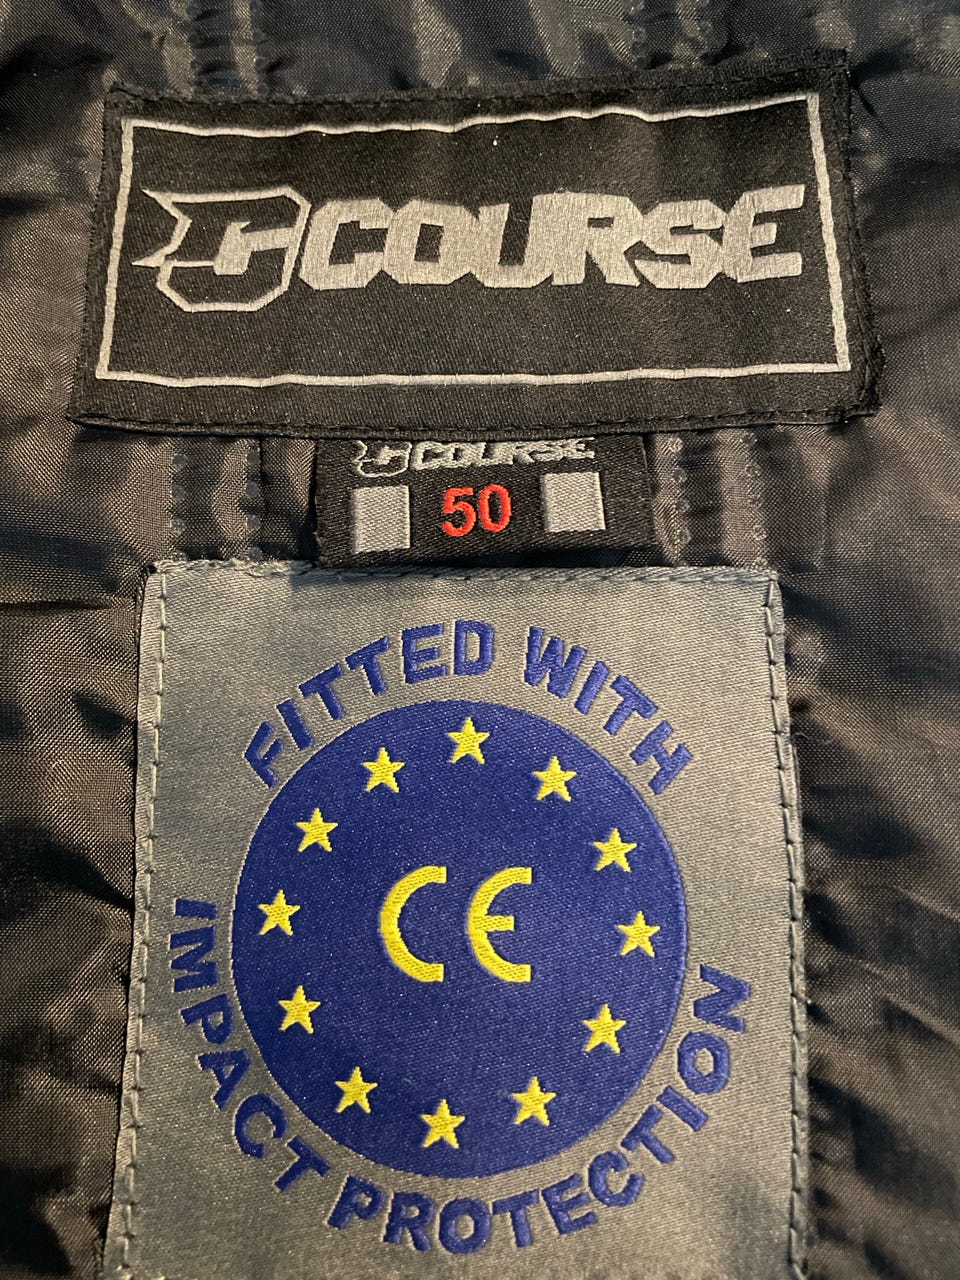 C COURSE
C COURSE
50
FITTED WITH
CE
IMPACT PROTECTION